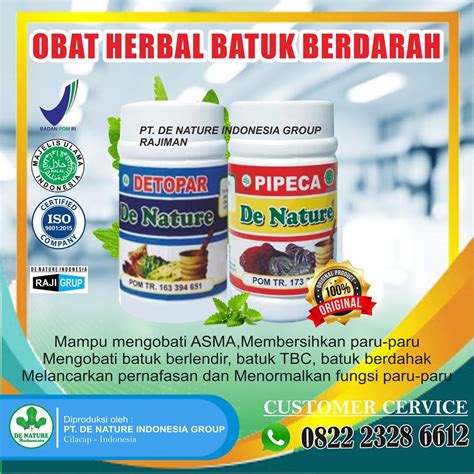 OBAT HERBAL BATUK BERDARAH
BADAN POM RI
MAJELIS ULAMA
INDONESIA
CERTIFIED
ISO
9001:2015
COMPANY
DE NATURE INDONESIA
RAJI GRUP
PT. DE NATURE INDONESIA GROUP
RAJIMAN
DETOPAR
De Nature
POM TR. 163 394 651
PIPECA
De Nature
POM TR. 173
ORIGINAL PRODUCT
100%
ORIGINAL
Mampu mengobati ASMA,Membersihkan paru-paru
Mengobati batuk berlendir, batuk TBC, batuk berdahak
Melancarkan pernafasan dan Menormalkan fungsi paru-paru
DE NATURE
Indonesia
Diproduksi oleh :
PT. DE NATURE INDONESIA GROUP
Cilacap - Indonesia
CUSTOMER CERVICE
0822 2328 6612